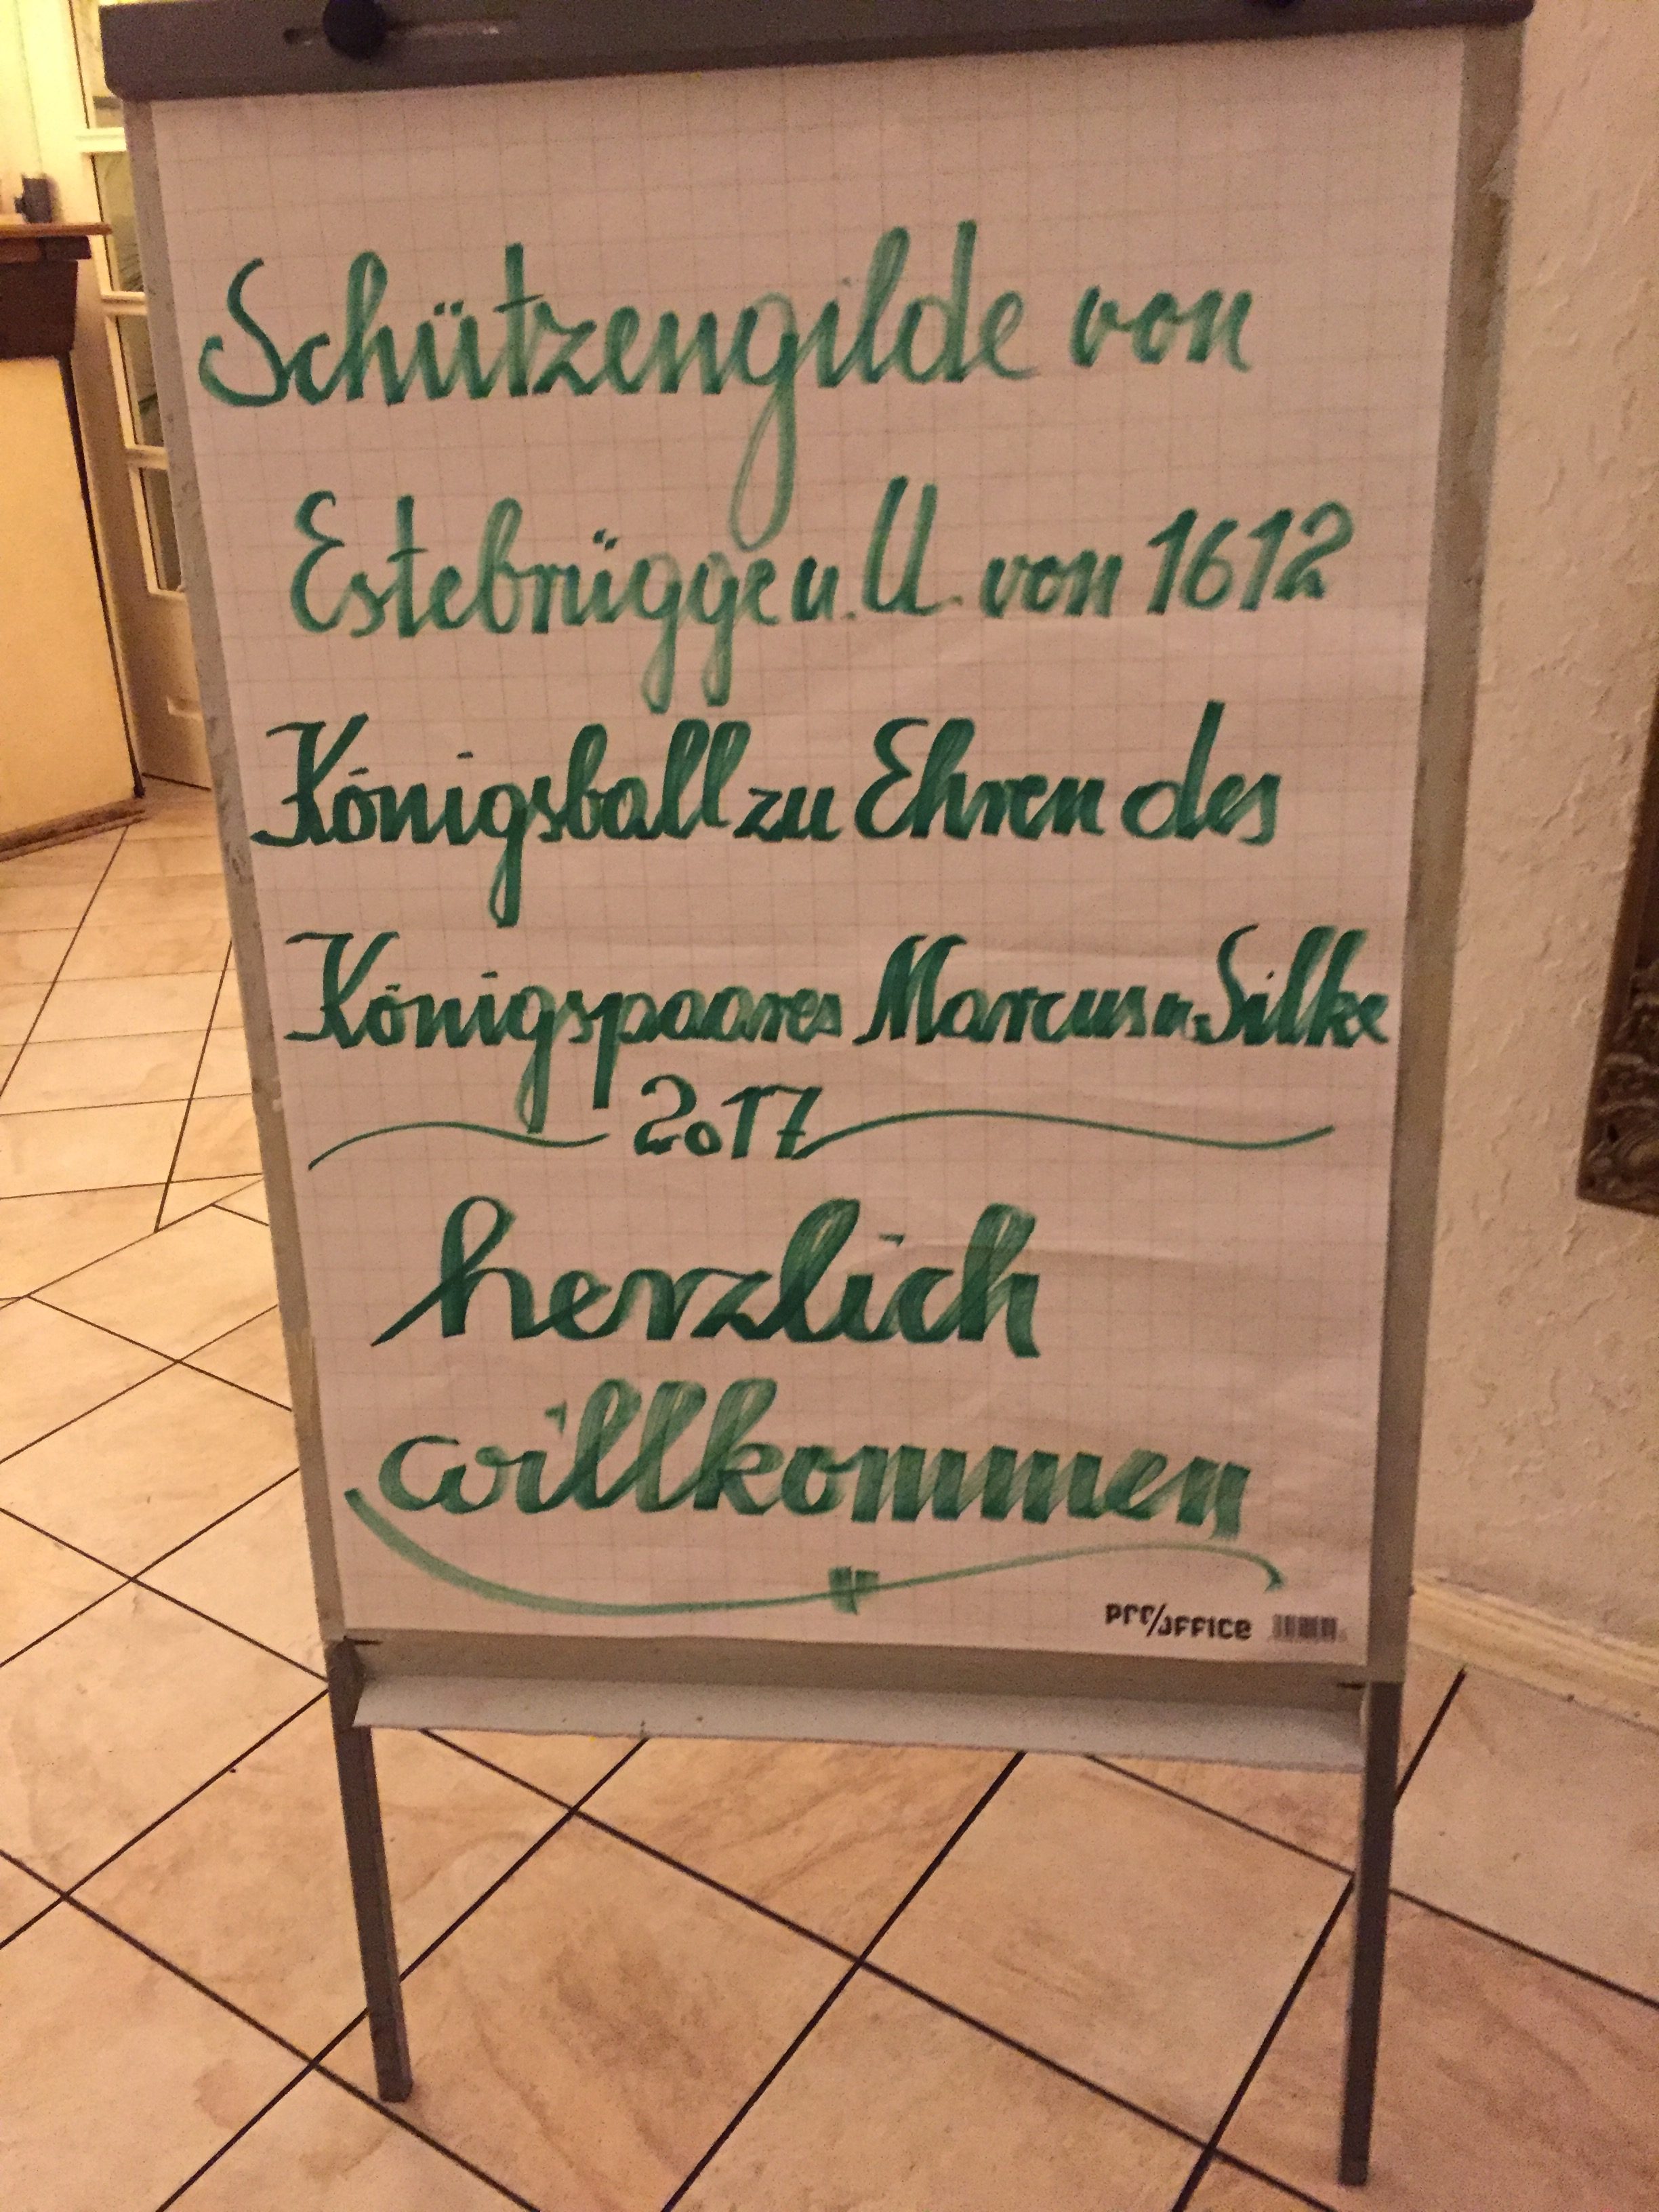 Schützengilde von
Estebrügge u. U. von 1612
Königsball zu Ehren des
Königspaares Marcus u. Silke
2017
herzlich
willkommen
pro/office